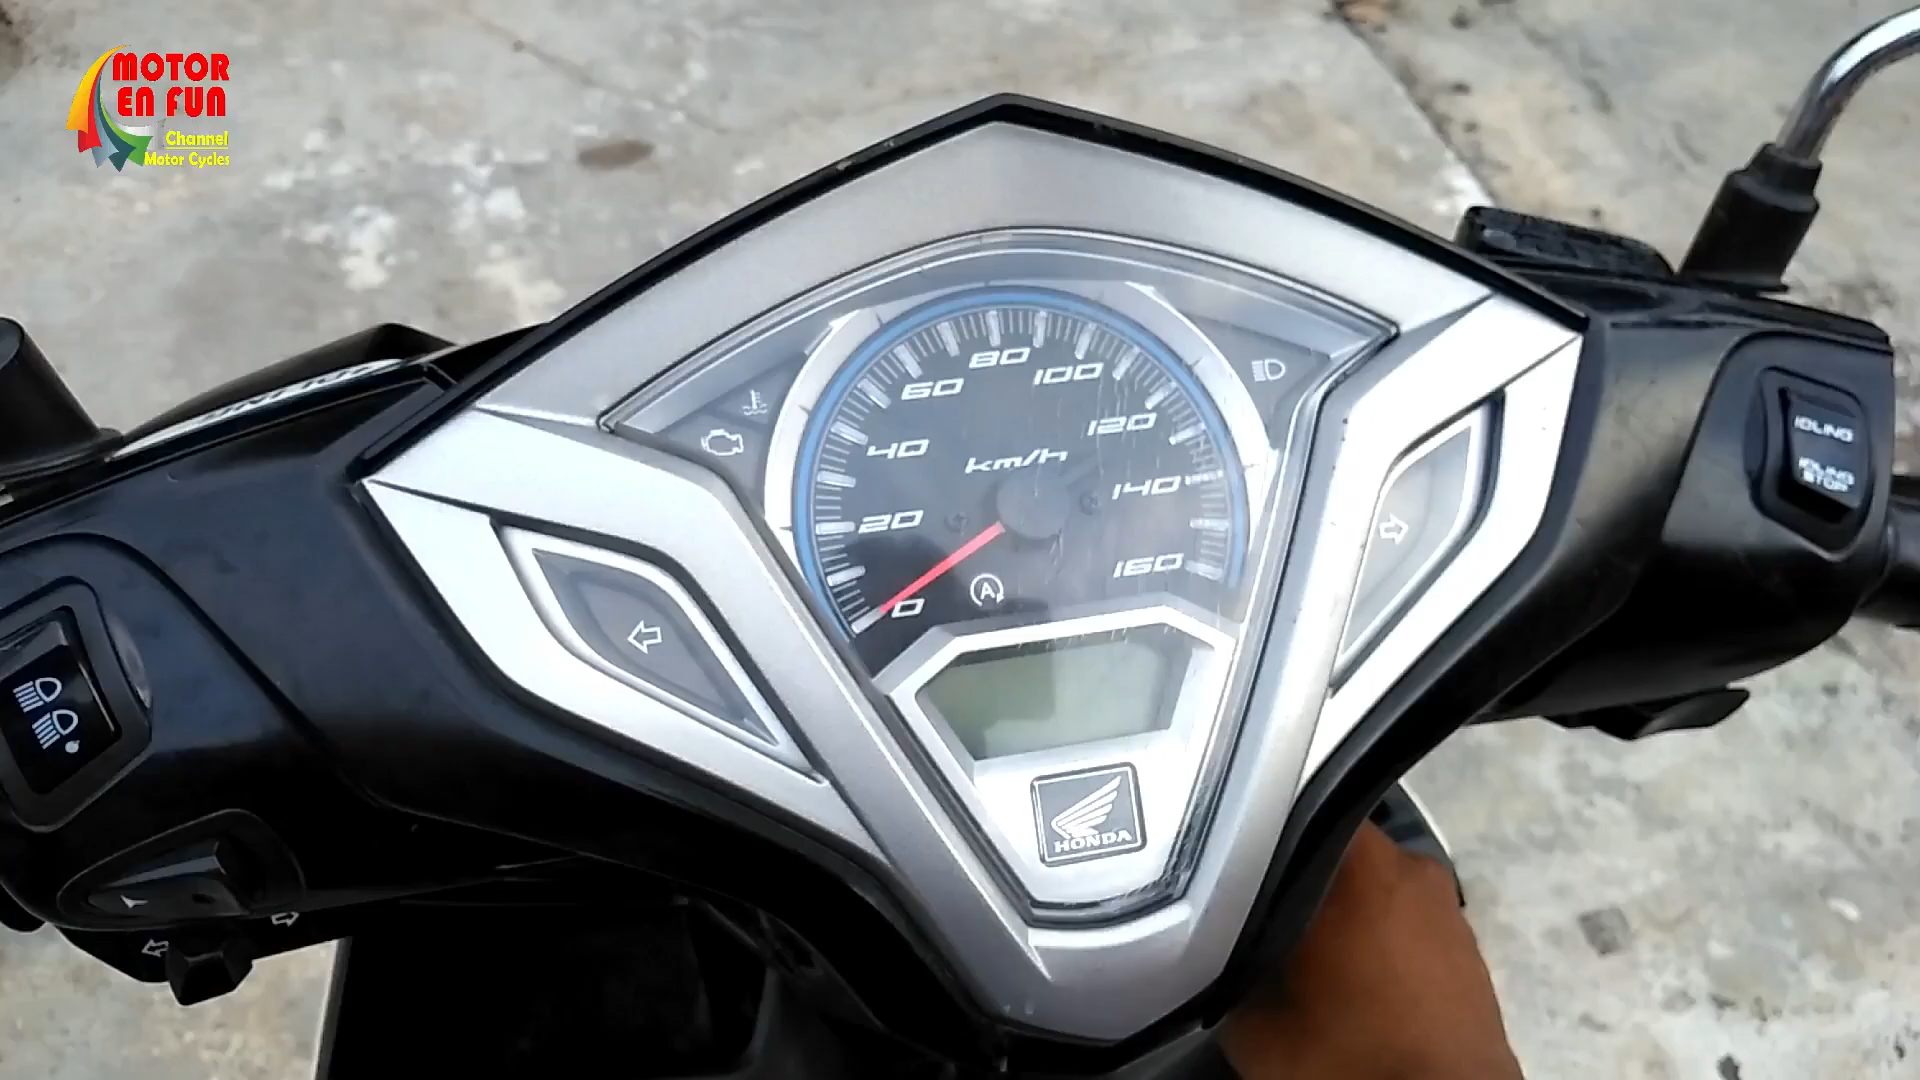 MOTOR
EN FUN
Channel
Motor Cycles
80
60
100
120
40
km/h
140
20
160
A
0
IDLING
IDLING
STOP
HONDA